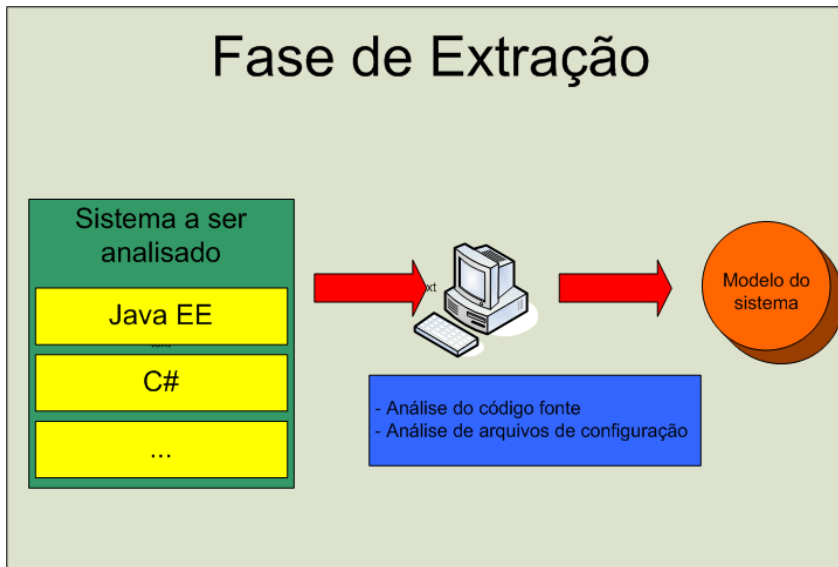 Fase de Extração
Sistema a ser
analisado
Java EE
C#
...
- Análise do código fonte
- Análise de arquivos de configuração
Modelo do
sistema